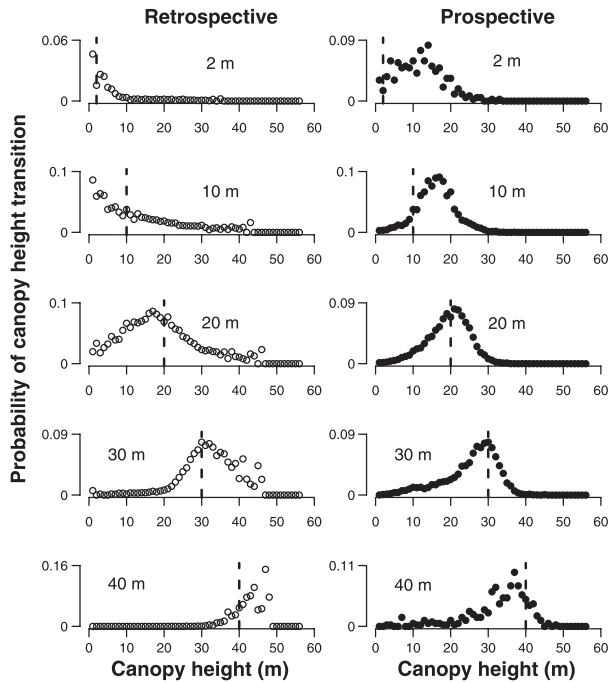 Retrospective Prospective
Probability of canopy height transition
0.06 2 m 0.09 2 m
0 0
0 10 20 30 40 50 60 0 10 20 30 40 50 60
0.1 10 m 0.1 10 m
0 0
0 10 20 30 40 50 60 0 10 20 30 40 50 60
0.1 20 m 0.09 20 m
0 0
0 10 20 30 40 50 60 0 10 20 30 40 50 60
0.09 30 m 0.09 30 m
0 0
0 10 20 30 40 50 60 0 10 20 30 40 50 60
0.16 40 m 0.11 40 m
0 0
0 10 20 30 40 50 60 0 10 20 30 40 50 60
Canopy height (m) Canopy height (m)